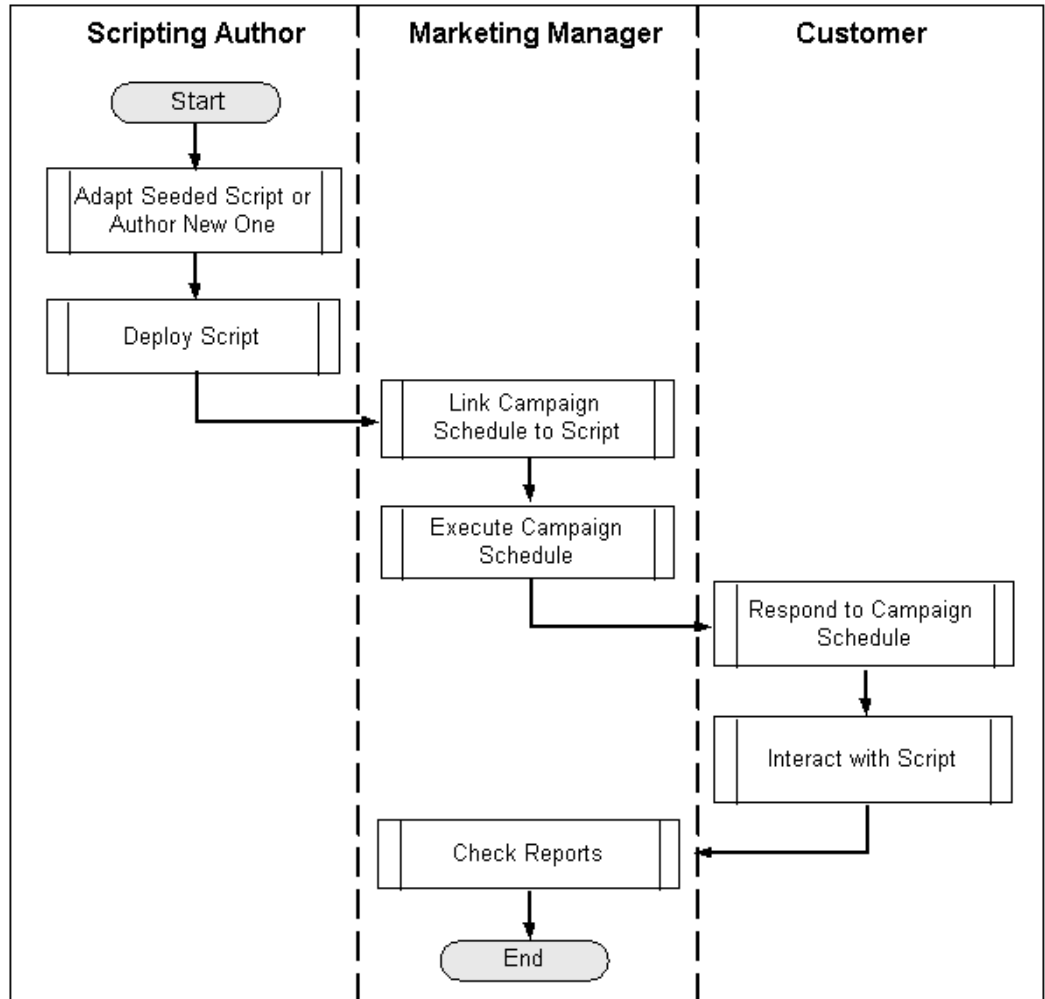 Scripting Author
Marketing Manager
Customer
Start
Adapt Seeded Script or
Author New One
Deploy Script
Link Campaign
Schedule to Script
Execute Campaign
Schedule
Respond to Campaign
Schedule
Interact with Script
Check Reports
End